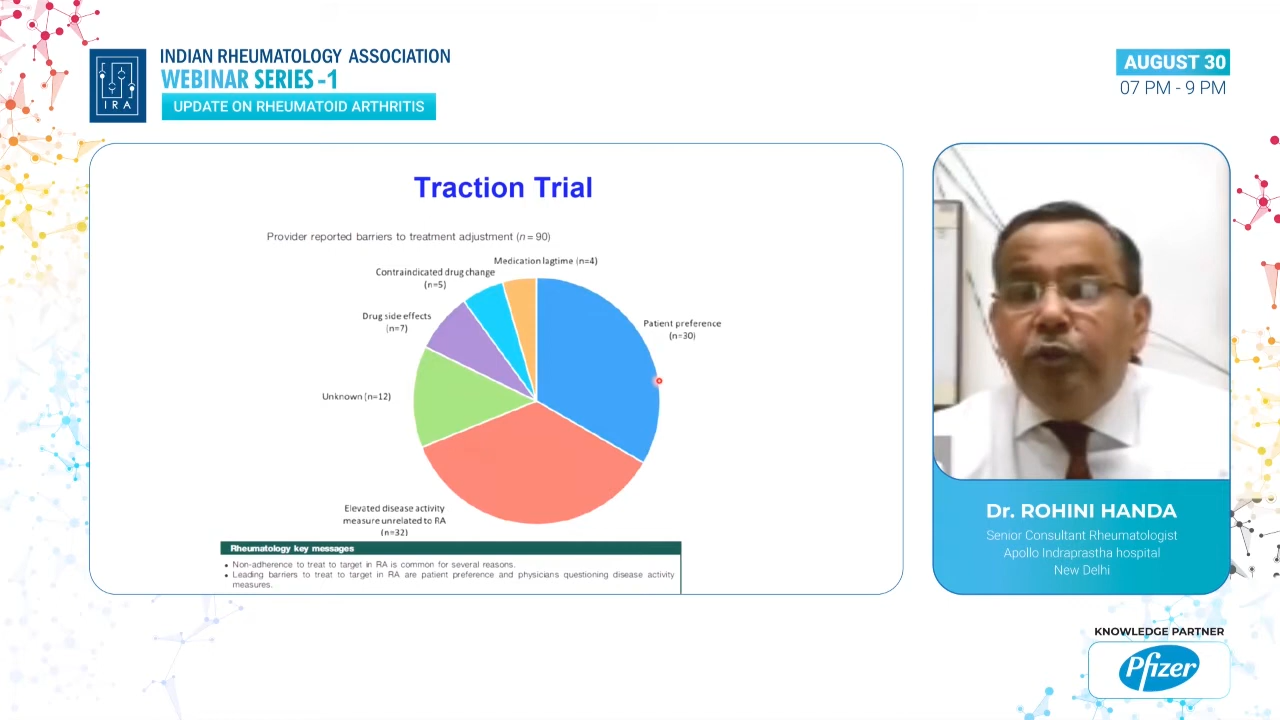 INDIAN RHEUMATOLOGY ASSOCIATION
WEBINAR SERIES -1
UPDATE ON RHEUMATOID ARTHRITIS
IRA
AUGUST 30
07 PM - 9 PM
Traction Trial
Provider reported barriers to treatment adjustment (n = 90)
Medication lagtime (n=4)
Contraindicated drug change
(n=5)
Drug side effects
(n=7)
Patient preference
(n=30)
Unknown (n=12)
Elevated disease activity
measure unrelated to RA
(n=32)
Rheumatology key messages
• Non-adherence to treat to target in RA is common for several reasons.
• Leading barriers to treat to target in RA are patient preference and physicians questioning disease activity
measures.
Dr. ROHINI HANDA
Senior Consultant Rheumatologist
Apollo Indraprastha hospital
New Delhi
KNOWLEDGE PARTNER
Pfizer